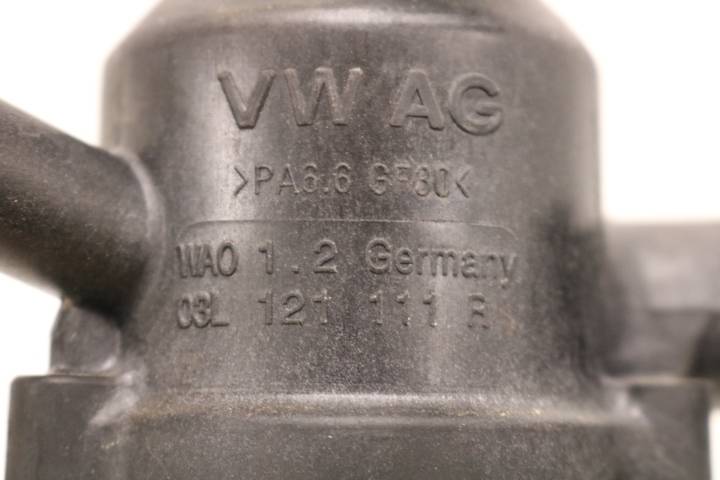 VW AG
>PA6.6 GF30<
WAO 1.2 Germany
03L 121 111 R